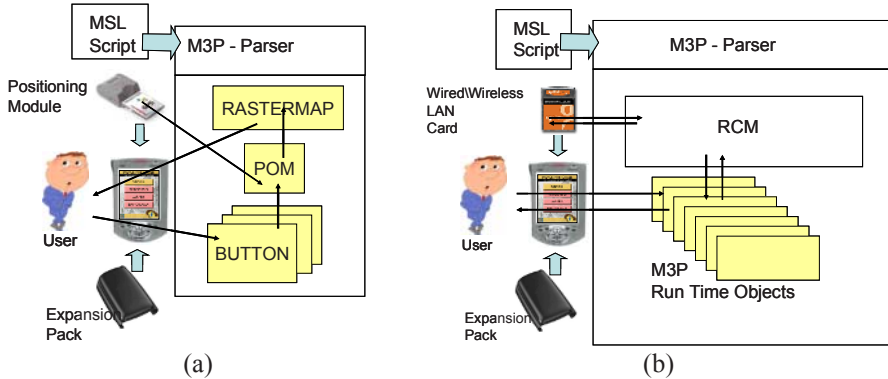 MSL
Script
M3P - Parser
Positioning
Module
RASTERMAP
POM
User
BUTTON
Expansion
Pack
(a)
MSL
Script
M3P - Parser
Wired\Wireless
LAN
Card
RCM
User
M3P
Run Time Objects
Expansion
Pack
(b)